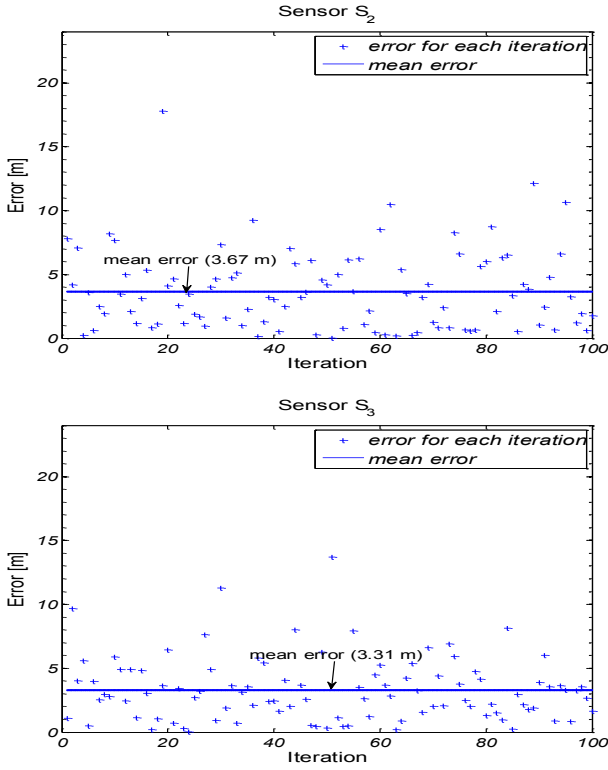 Sensor S2
error for each iteration
mean error
20
15
10
5
0
Error [m]
mean error (3.67 m)
0 20 40 60 80 100
Iteration
Sensor S3
error for each iteration
mean error
20
15
10
5
0
Error [m]
mean error (3.31 m)
0 20 40 60 80 100
Iteration